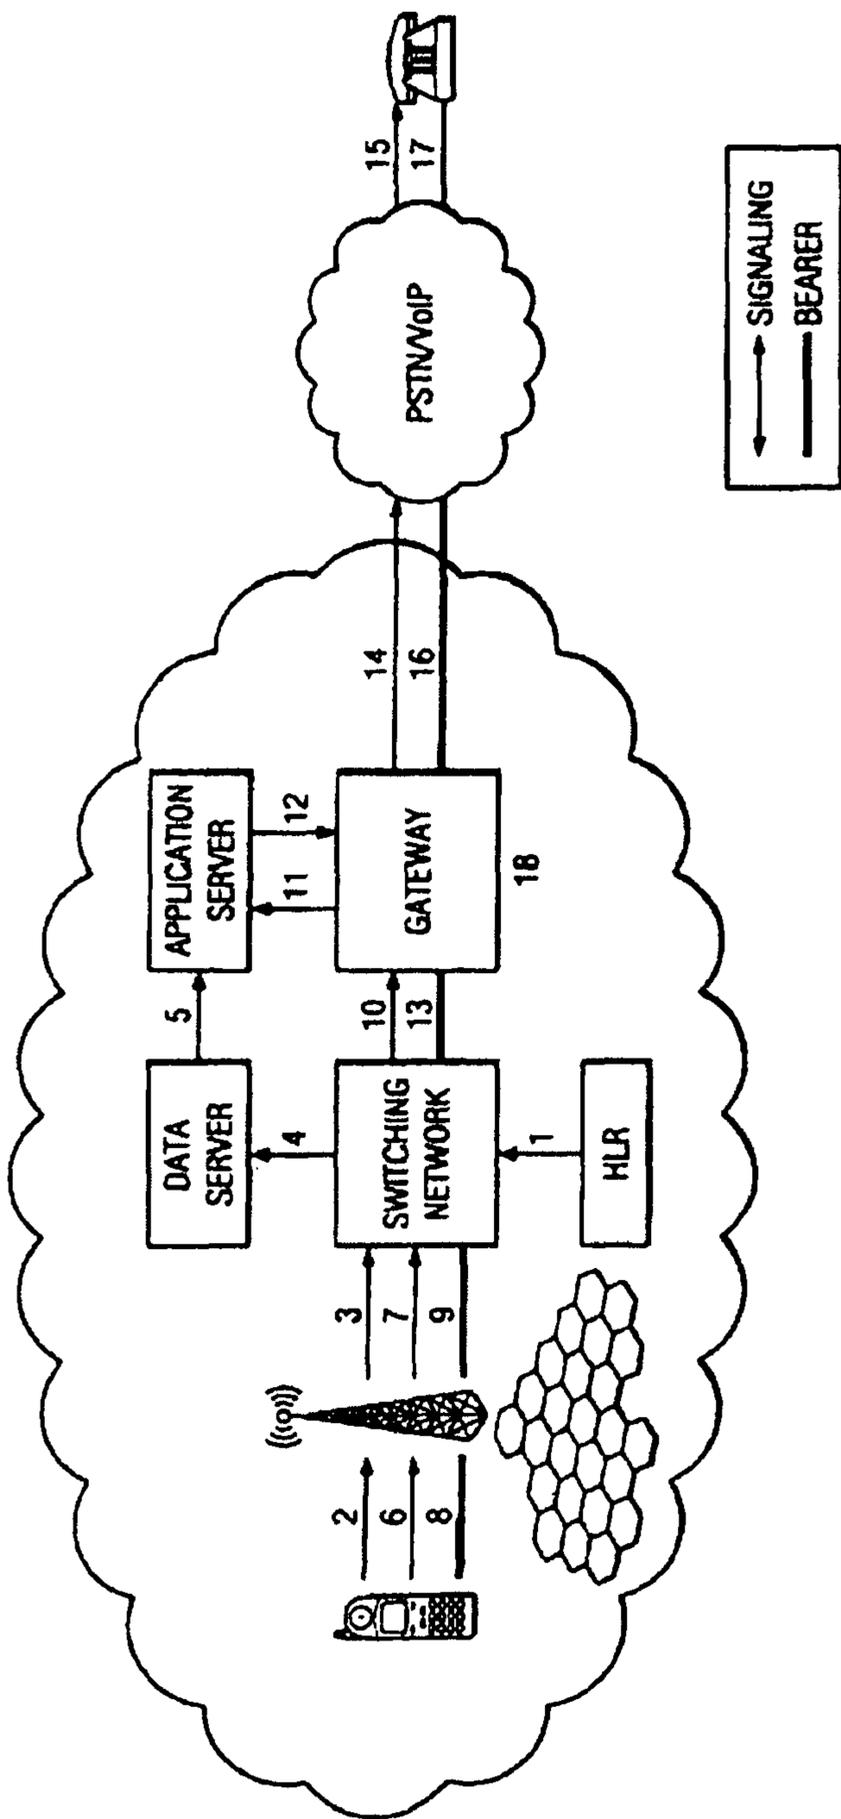 2
6
8
3
7
9
DATA
SERVER
4
SWITCHING
NETWORK
1
HLR
5
10
13
APPLICATION
SERVER
11
12
GATEWAY
18
14
16
PSTN/VoIP
15
17
SIGNALING
BEARER